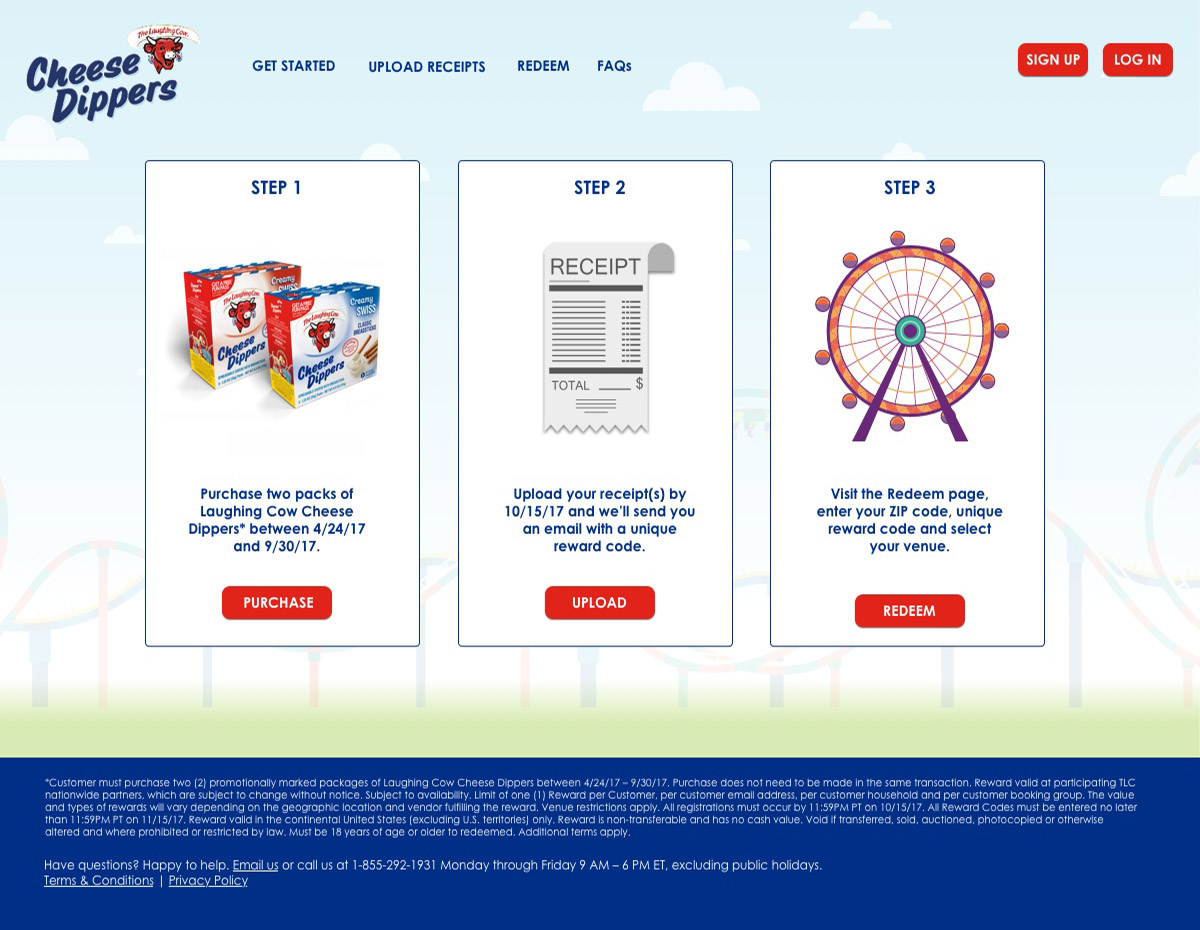 The Laughing Cow.
Cheese
Dippers
GET STARTED
UPLOAD RECEIPTS
REDEEM
FAQs
SIGN UP
LOG IN
STEP 1
The Laughing Cow
Creamy
Cheese
Dippers
The Laughing Cow
Creamy
SWISS
CLASSIC
BREADSTICKS
Cheese
Dippers
Purchase two packs of
Laughing Cow Cheese
Dippers* between 4/24/17
and 9/30/17.
PURCHASE
STEP 2
RECEIPT
TOTAL
$
Upload your receipt(s) by
10/15/17 and we’ll send you
an email with a unique
reward code.
UPLOAD
STEP 3
Visit the Redeem page,
enter your ZIP code, unique
reward code and select
your venue.
REDEEM
*Customer must purchase two (2) promotionally marked packages of Laughing Cow Cheese Dippers between 4/24/17 – 9/30/17. Purchase does not need to be made in the same transaction. Reward valid at participating TLC
nationwide partners, which are subject to change without notice. Subject to availability. Limit of one (1) Reward per Customer, per customer email address, per customer household and per customer booking group. The value
and types of rewards will vary depending on the geographic location and vendor fulfilling the reward. Venue restrictions apply. All registrations must occur by 11:59PM PT on 10/15/17. All Reward Codes must be entered no later
than 11:59PM PT on 11/15/17. Reward valid in the continental United States (excluding U.S. territories) only. Reward is non-transferable and has no cash value. Void if transferred, sold, auctioned, photocopied or otherwise
altered and where prohibited or restricted by law. Must be 18 years of age or older to redeemed. Additional terms apply.
Have questions? Happy to help. Email us or call us at 1-855-292-1931 Monday through Friday 9 AM – 6 PM ET, excluding public holidays.
Terms & Conditions | Privacy Policy